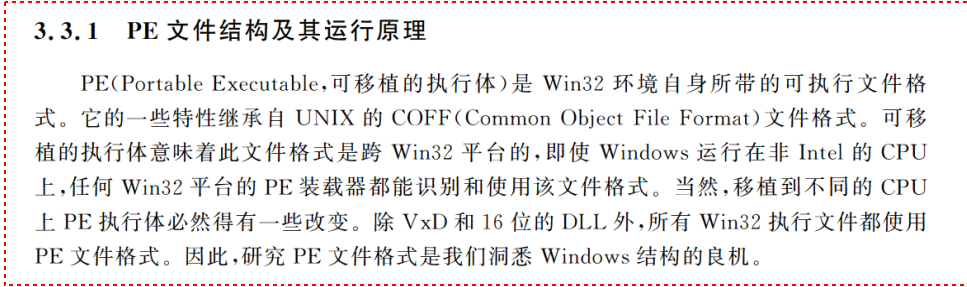 3.3.1 PE 文件结构及其运行原理
PE(Portable Executable,可移植的执行体)是 Win32 环境自身所带的可执行文件格
式。它的一些特性继承自 UNIX 的 COFF(Common Object File Format)文件格式。可移
植的执行体意味着此文件格式是跨 Win32 平台的,即使 Windows 运行在非 Intel 的 CPU
上,任何 Win32 平台的 PE 装载器都能识别和使用该文件格式。当然,移植到不同的 CPU
上 PE 执行体必然得有一些改变。除 VxD 和 16 位的 DLL 外,所有 Win32 执行文件都使用
PE 文件格式。因此,研究 PE 文件格式是我们洞悉 Windows 结构的良机。